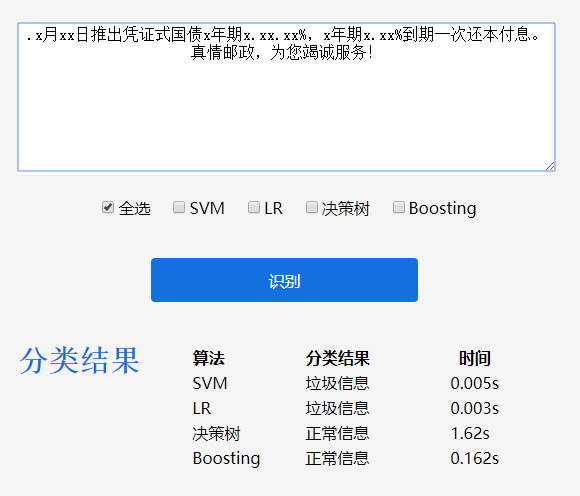 .x月xx日推出凭证式国债x年期x.xx.xx%，x年期x.xx%到期一次还本付息。
真情邮政，为您竭诚服务！
全选 SVM LR 决策树 Boosting
识别
分类结果
算法 分类结果 时间
SVM 垃圾信息 0.005s
LR 垃圾信息 0.003s
决策树 正常信息 1.62s
Boosting 正常信息 0.162s